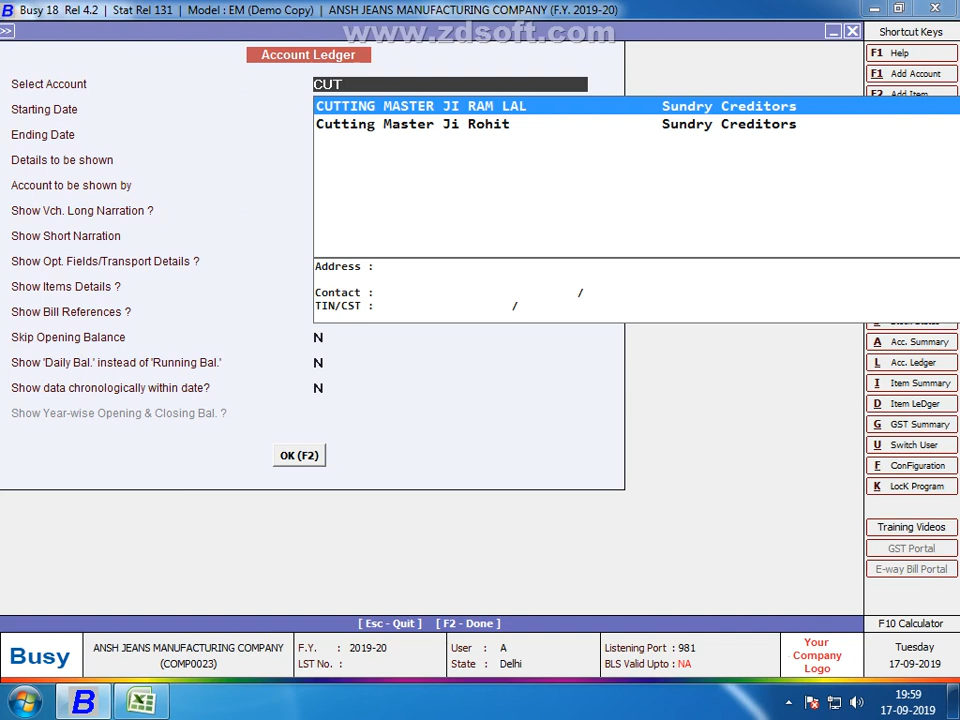 Busy 18 Rel 4.2 | Stat Rel 131 | Model : EM (Demo Copy) | ANSH JEANS MANUFACTURING COMPANY (F.Y. 2019-20)
www.zdsoft.com
>>
Shortcut Keys
Account Ledger
F1 Help
Select Account CUT
F1 Add Account
F2 Add Item
Starting Date
CUTTING MASTER JI RAM LAL Sundry Creditors
Cutting Master Ji Rohit Sundry Creditors
Ending Date
Details to be shown
Account to be shown by
Show Vch. Long Narration ?
Show Short Narration
Show Opt. Fields/Transport Details ?
Address :
Show Items Details ?
Contact : /
TIN/CST : /
Show Bill References ?
Skip Opening Balance N
Show 'Daily Bal.' instead of 'Running Bal.' N
Show data chronologically within date? N
Show Year-wise Opening & Closing Bal. ?
OK (F2)
A Acc. Summary
L Acc. Ledger
I Item Summary
D Item LeDger
G GST Summary
U Switch User
F ConFiguration
K LocK Program
Training Videos
GST Portal
E-way Bill Portal
[ Esc - Quit ] [ F2 - Done ]
F10 Calculator
Busy
ANSH JEANS MANUFACTURING COMPANY
(COMP0023)
F.Y. : 2019-20
LST No. :
User : A
State : Delhi
Listening Port : 981
BLS Valid Upto : NA
Your
Company
Logo
Tuesday
17-09-2019
B
19:59
17-09-2019